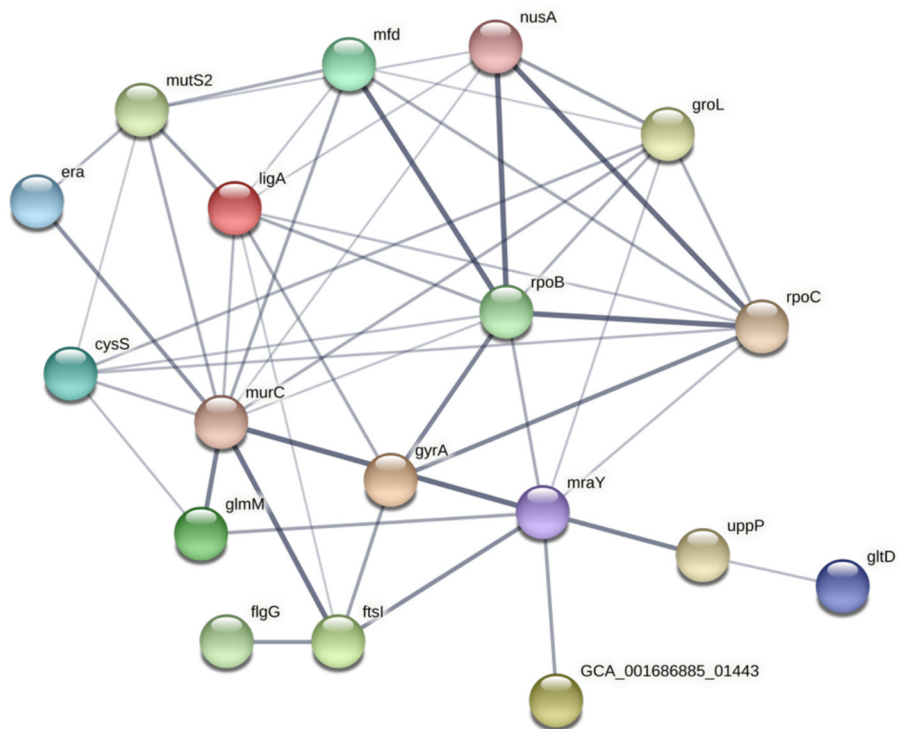 nusA
mfd
mutS2
groL
era
ligA
rpoB
rpoC
cysS
murC
gyrA
mraY
glmM
uppP
gltD
flgG
ftsI
GCA_001686885_01443